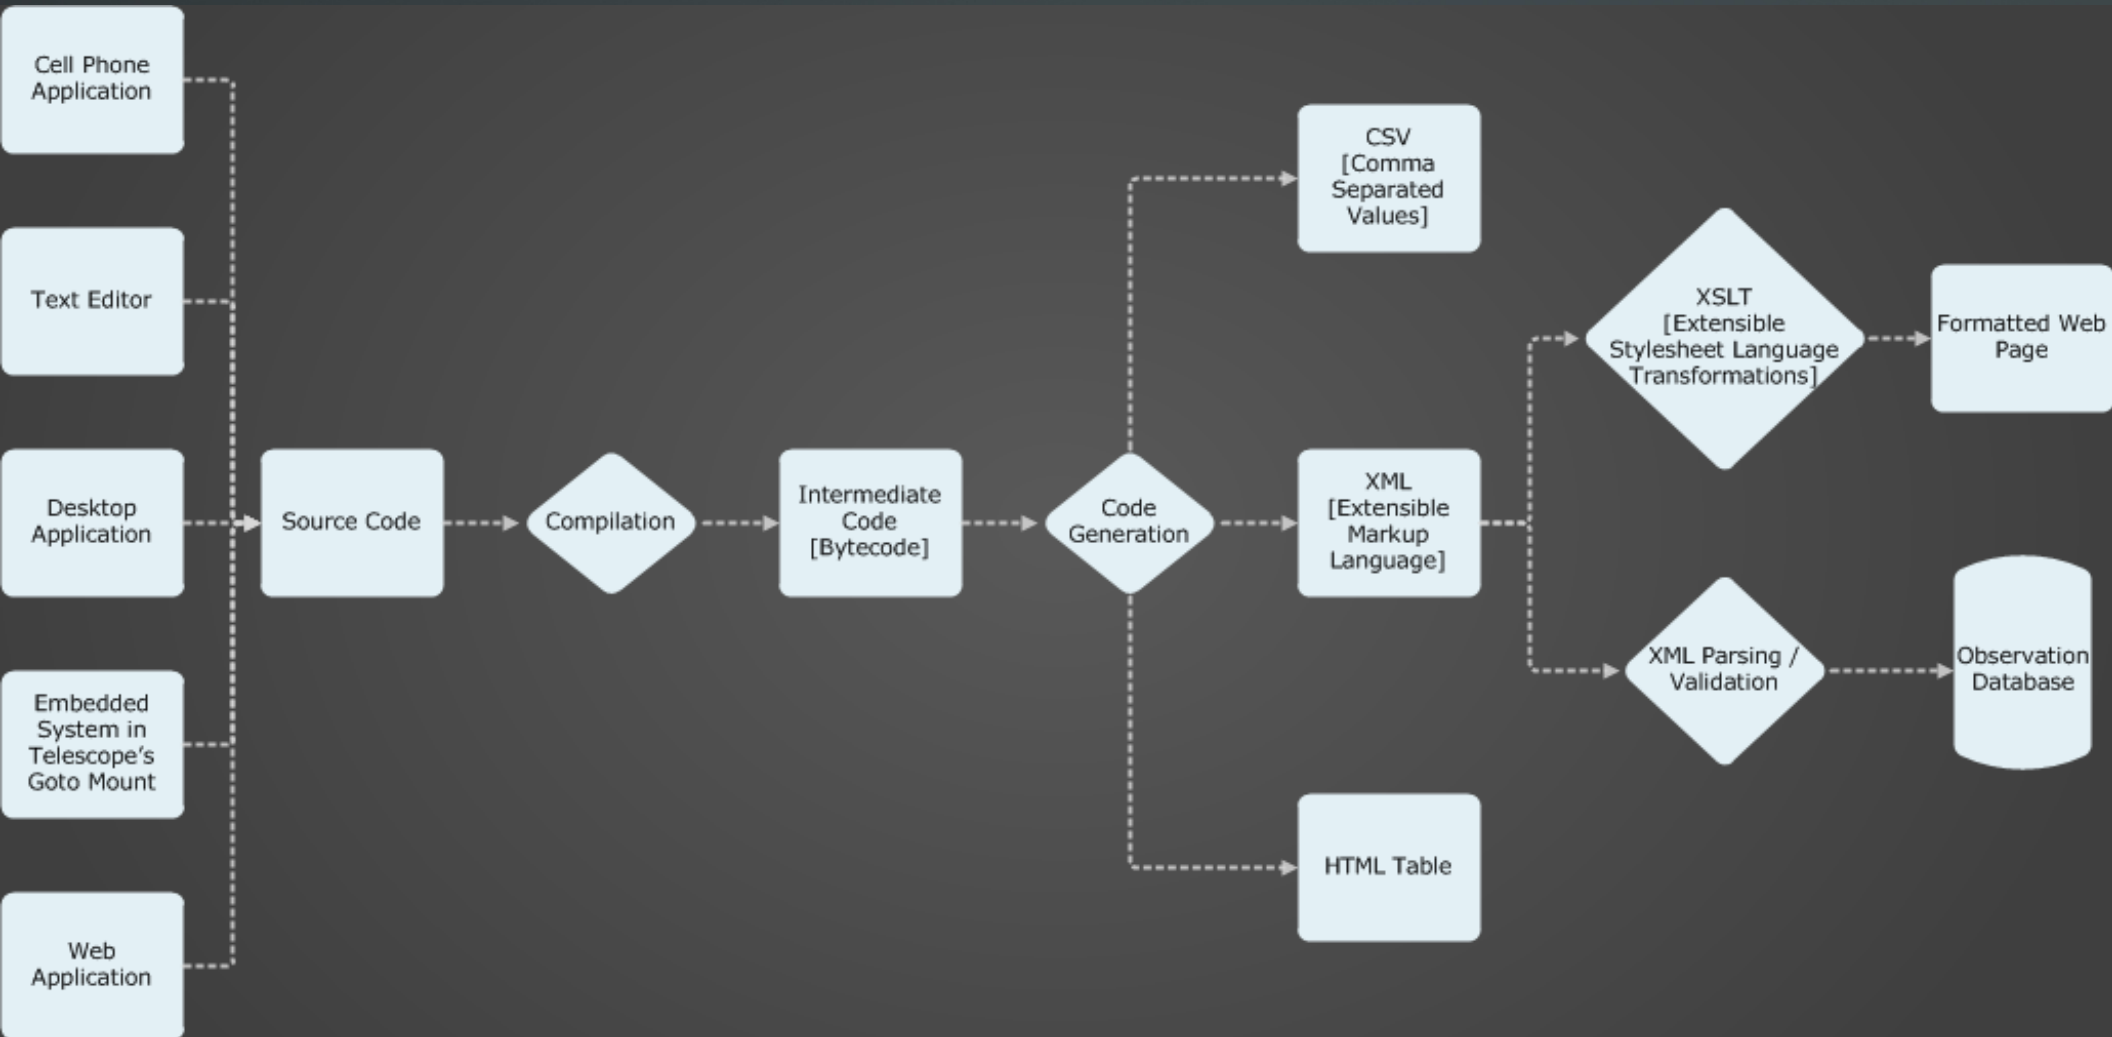 Cell Phone
Application
Text Editor
Desktop
Application
Embedded
System in
Telescope’s
Goto Mount
Web
Application
Source Code
Compilation
Intermediate
Code
[Bytecode]
Code
Generation
CSV
[Comma
Separated
Values]
XML
[Extensible
Markup
Language]
HTML Table
XSLT
[Extensible
Stylesheet Language
Transformations]
XML Parsing /
Validation
Formatted Web
Page
Observation
Database